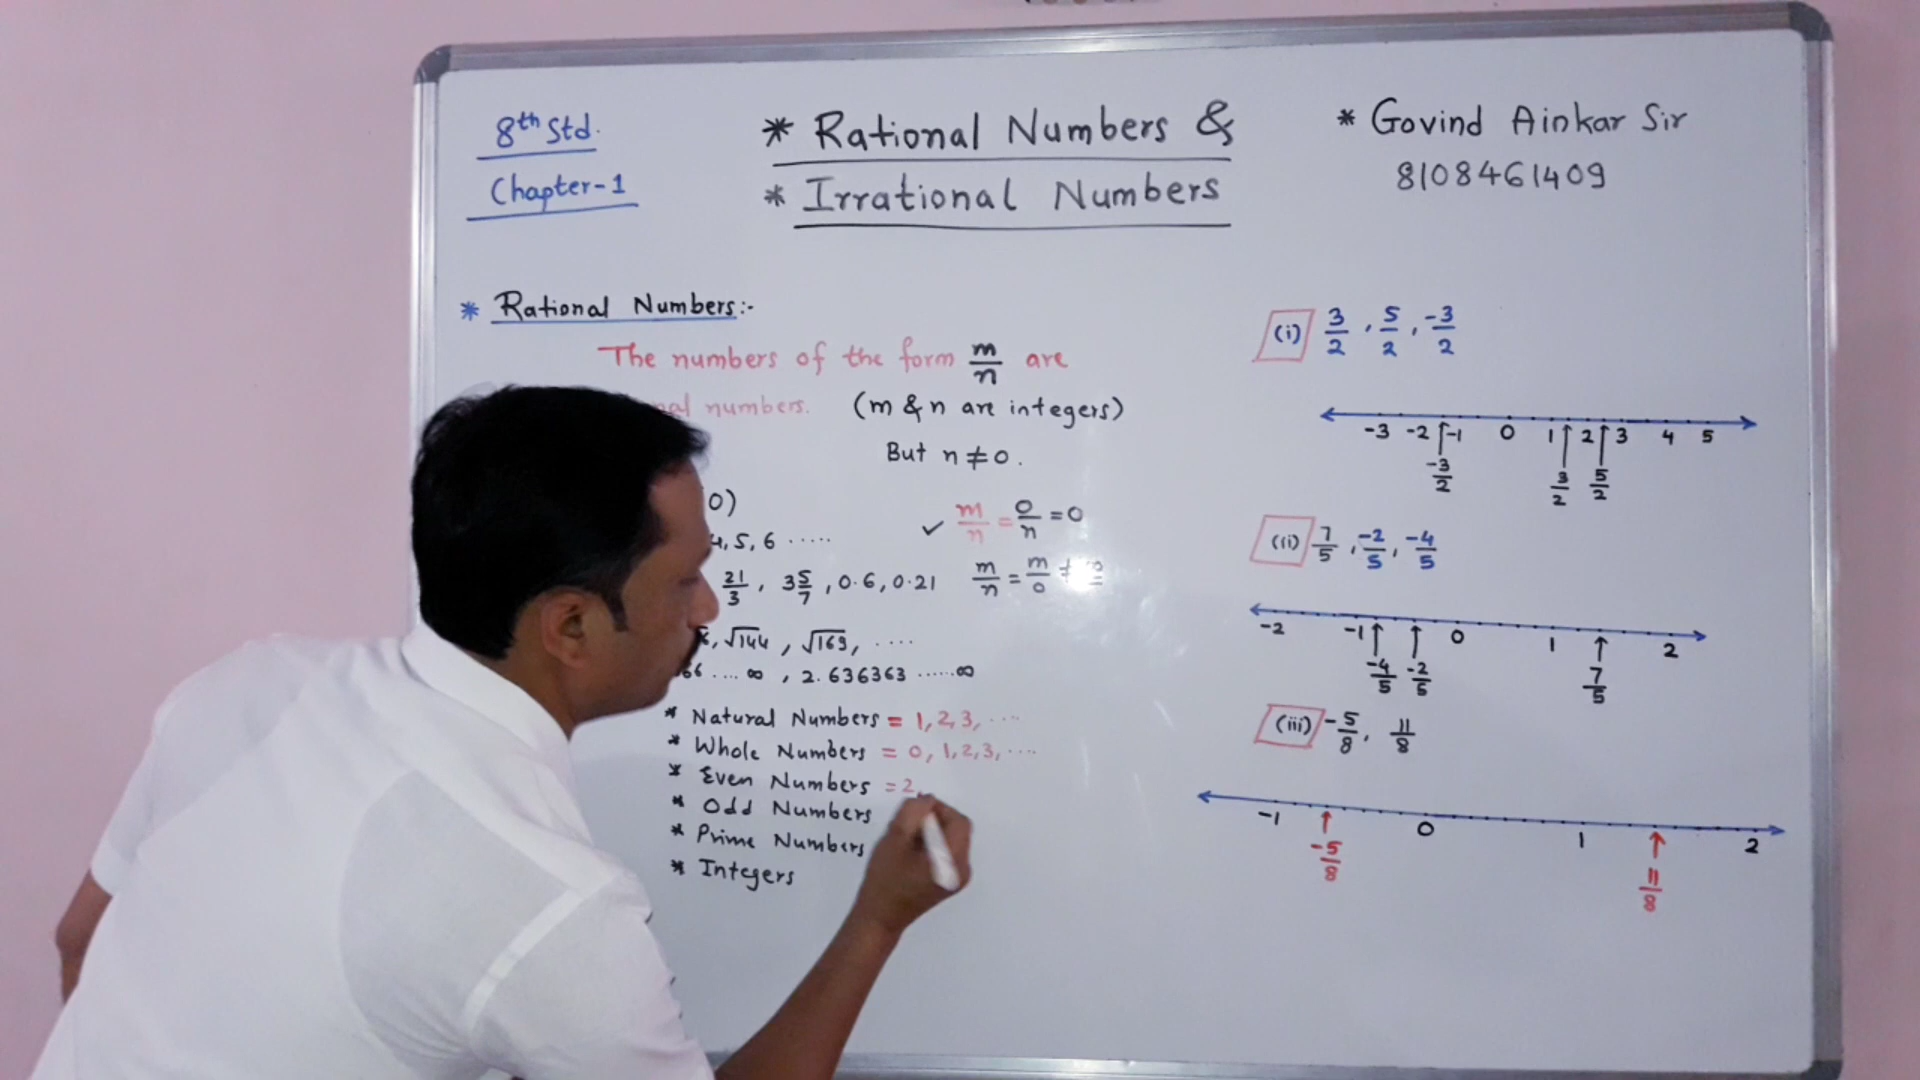 8th Std.
Chapter-1
* Rational Numbers &
* Irrational Numbers
* Govind Ainkar Sir
8108461409
* Rational Numbers:-
The numbers of the form m/n are
numbers. (m & n are integers)
But n ≠ 0.
0)
4, 5, 6 .....
21/3, 3 5/7, 0.6, 0.21
√144, √169, ....
66 .... ∞, 2.636363 ...... ∞
✓ m/n = 0/n = 0
m/n = m/0 ≠
* Natural Numbers = 1, 2, 3, ....
* Whole Numbers = 0, 1, 2, 3, ....
* Even Numbers = 2,
* Odd Numbers
* Prime Numbers
* Integers
(i) 3/2, 5/2, -3/2
-3 -2 -1 0 1 2 3 4 5
-3/2 3/2 5/2
(ii) 7/5, -2/5, -4/5
-2 -1 0 1 2
-4/5 -2/5 7/5
(iii) -5/8, 11/8
-1 0 1 2
-5/8 11/8